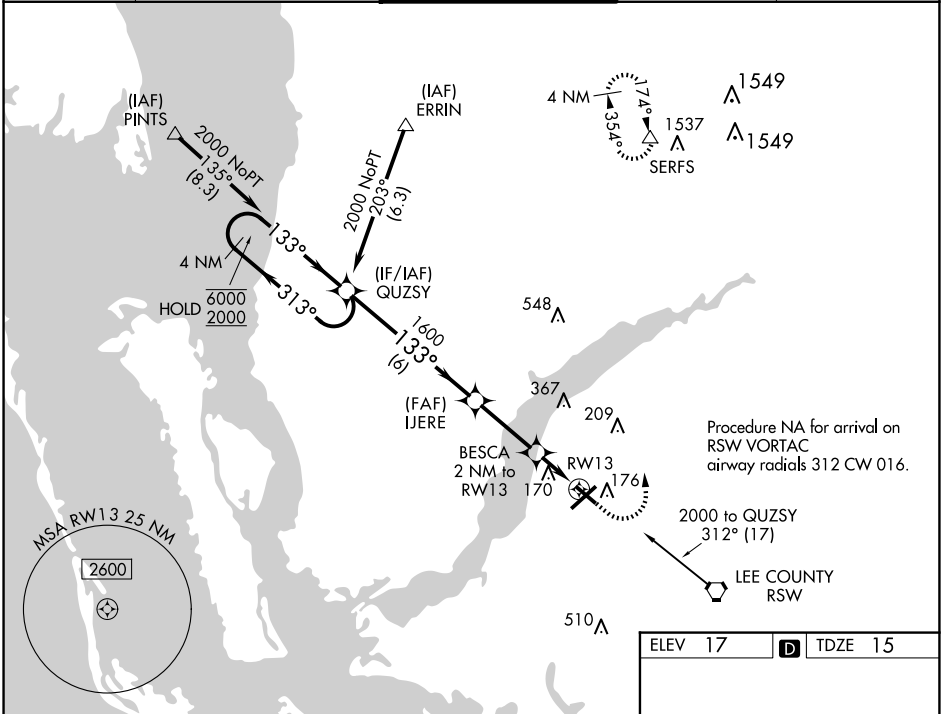 (IAF)
PINTS
2000 NoPT
135°
(8.3)
(IAF)
ERRIN
2000 NoPT
203°
(6.3)
4 NM
174°
354°
1537
SERFS
1549
1549
133°
4 NM
313°
HOLD
6000
2000
(IF/IAF)
QUZSY
1600
133°
(6)
548
(FAF)
IJERE
367
209
BESCA
2 NM to
RW13
170
RW13
176
Procedure NA for arrival on
RSW VORTAC
airway radials 312 CW 016.
2000 to QUZSY
312° (17)
LEE COUNTY
RSW
510
MSA RW13 25 NM
2600
ELEV 17 D TDZE 15